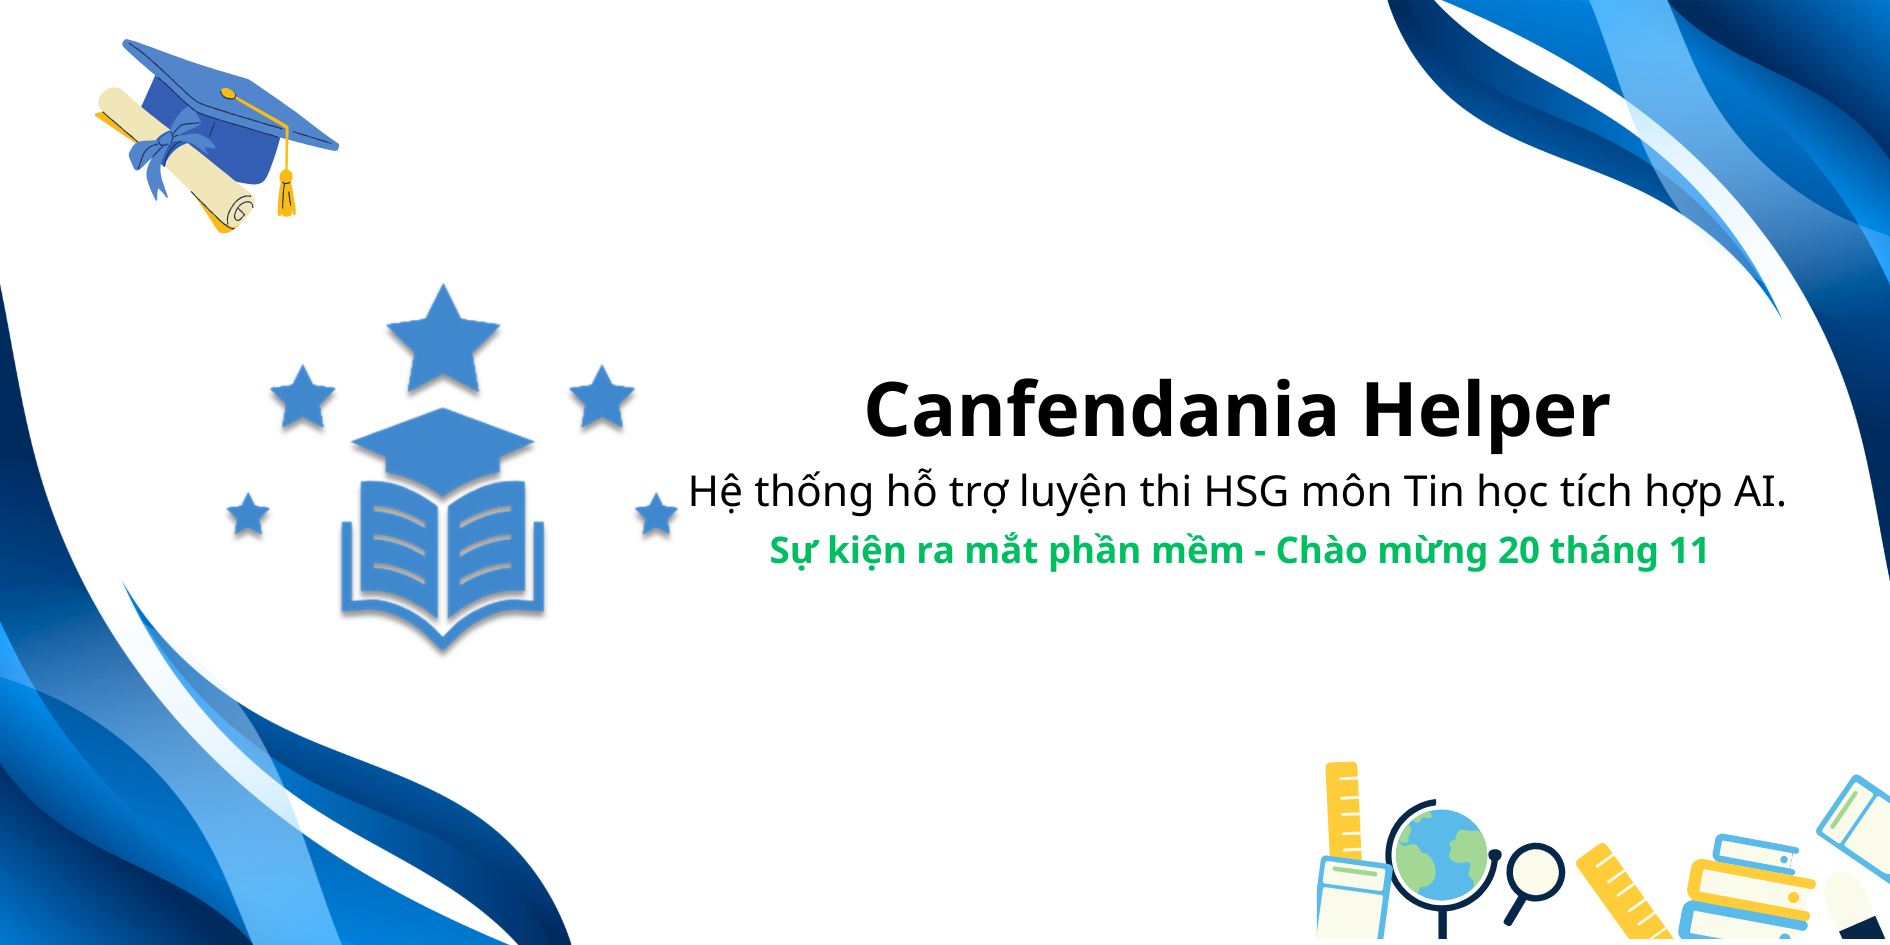 Canfendania Helper
Hệ thống hỗ trợ luyện thi HSG môn Tin học tích hợp AI.
Sự kiện ra mắt phần mềm - Chào mừng 20 tháng 11